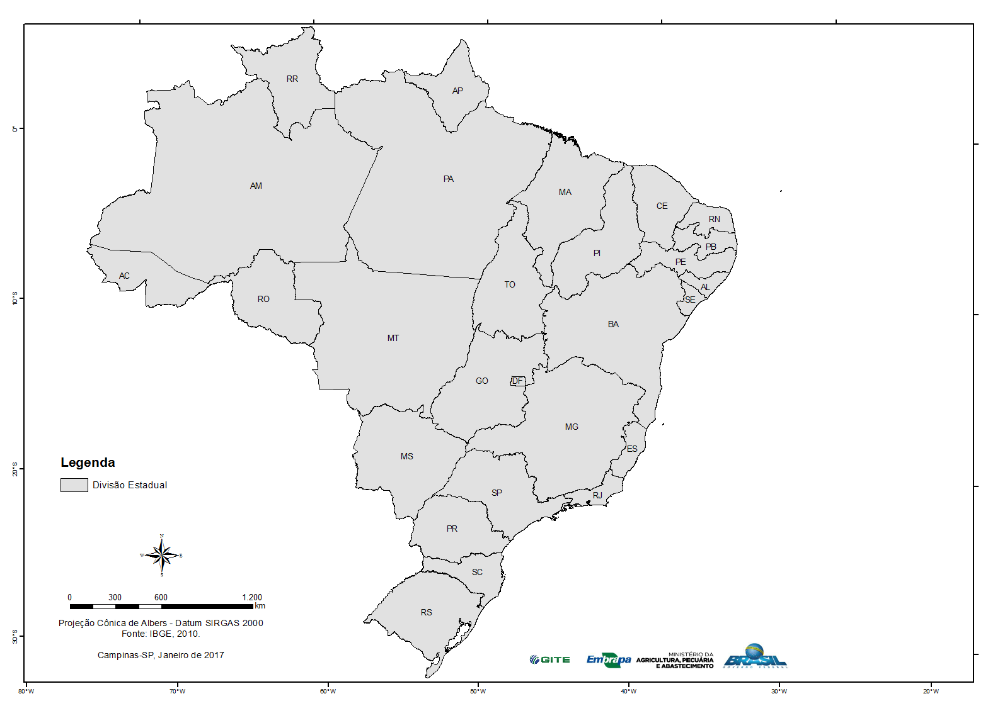 RR
AP
0°
AM
PA
MA
CE
RN
PB
PI
PE
AC
TO
AL
RO
SE
10°S
BA
MT
GO
DF
MG
ES
MS
Legenda
20°S
Divisão Estadual
SP
RJ
PR
N
W
E
S
SC
0 300 600 1.200
km
RS
Projeção Cônica de Albers - Datum SIRGAS 2000
Fonte: IBGE, 2010.
30°S
Campinas-SP, Janeiro de 2017
GITE
Embrapa
MINISTÉRIO DA
AGRICULTURA, PECUÁRIA
E ABASTECIMENTO
BRASIL
GOVERNO FEDERAL
80°W 70°W 60°W 50°W 40°W 30°W 20°W